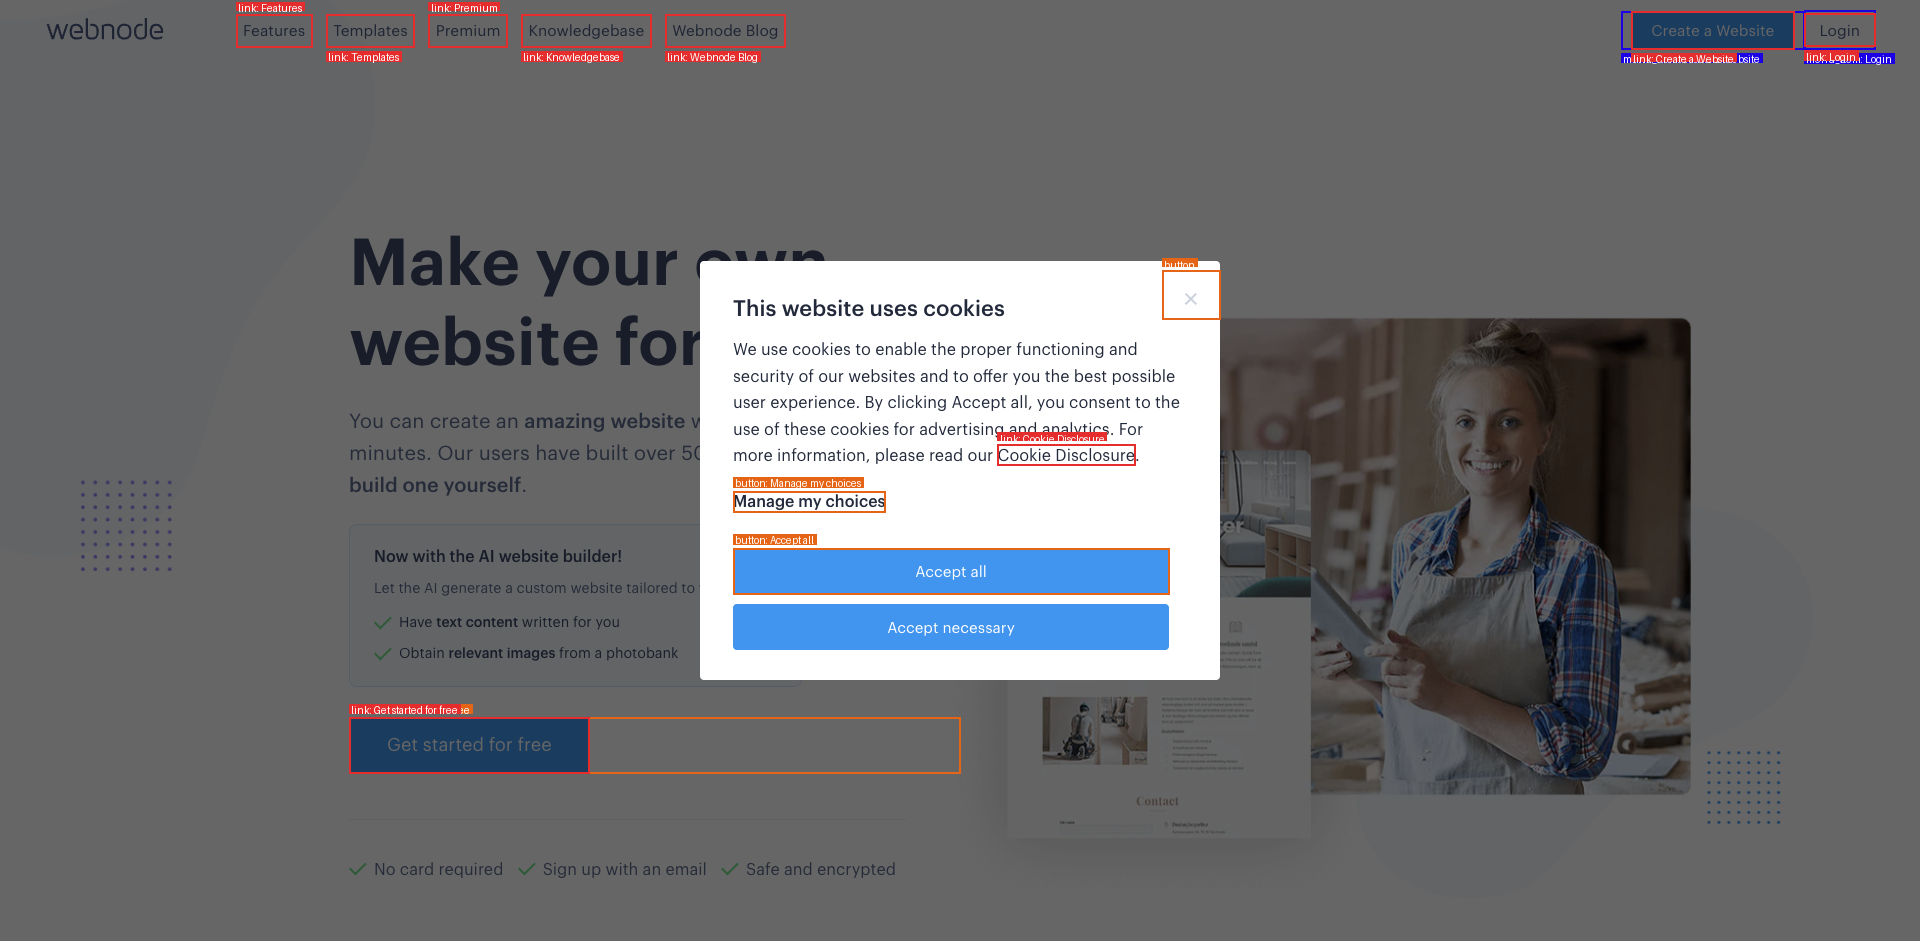 webnode
link: Features
Features
link: Templates
Templates
link: Premium
Premium
link: Knowledgebase
Knowledgebase
link: Webnode Blog
Webnode Blog
link: Create a Website
bsite
Create a Website
link: Login
Login
Login
Make your own
website for
You can create an amazing website
minutes. Our users have built over
build one yourself.
Now with the AI website builder!
Let the AI generate a custom website tailored to
Have text content written for you
Obtain relevant images from a photobank
link: Get started for free
Get started for free
No card required
Sign up with an email
Safe and encrypted
button
This website uses cookies
We use cookies to enable the proper functioning and
security of our websites and to offer you the best possible
user experience. By clicking Accept all, you consent to the
use of these cookies for advertising and analytics. For
link: Cookie Disclosure
more information, please read our Cookie Disclosure.
button: Manage my choices
Manage my choices
button: Accept all
Accept all
Accept necessary
Contact